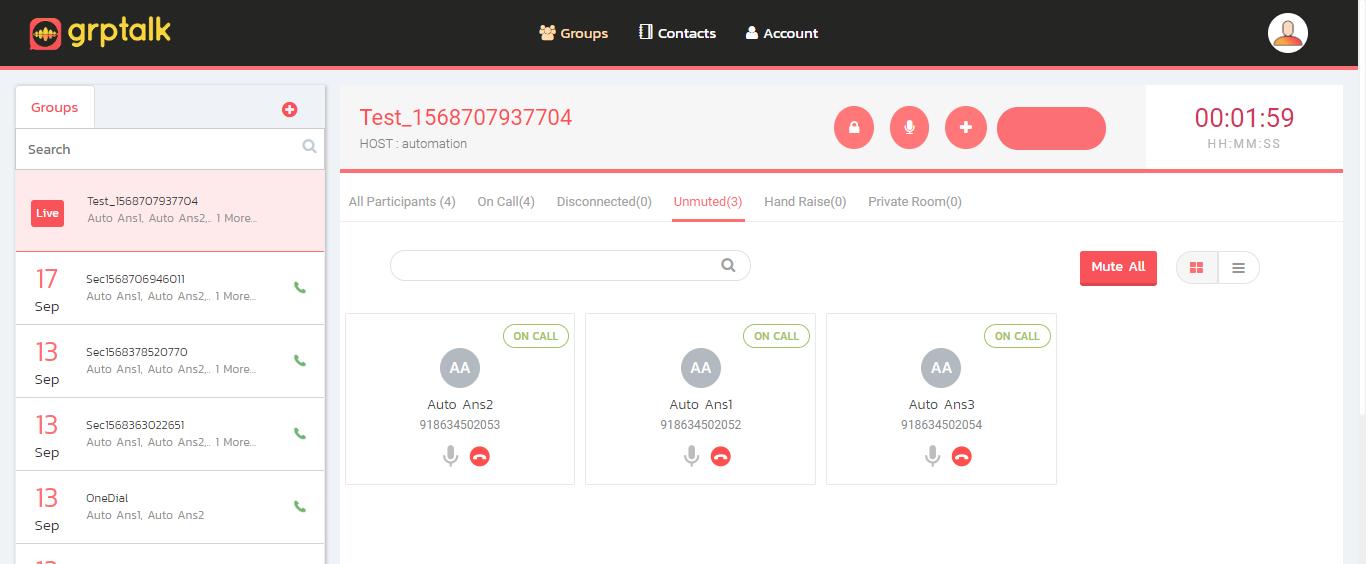 grptalk
Groups
Contacts
Account
Groups
Search
Live
Test_1568707937704
Auto Ans1, Auto Ans2,.. 1 More...
17
Sep
Sec1568706946011
Auto Ans1, Auto Ans2,.. 1 More...
13
Sep
Sec1568378520770
Auto Ans1, Auto Ans2,.. 1 More...
13
Sep
Sec1568363022651
Auto Ans1, Auto Ans2,.. 1 More...
13
Sep
OneDial
Auto Ans1, Auto Ans2
Test_1568707937704
HOST : automation
00:01:59
HH:MM:SS
All Participants (4)
On Call(4)
Disconnected(0)
Unmuted(3)
Hand Raise(0)
Private Room(0)
Mute All
ON CALL
AA
Auto Ans2
918634502053
ON CALL
AA
Auto Ans1
918634502052
ON CALL
AA
Auto Ans3
918634502054